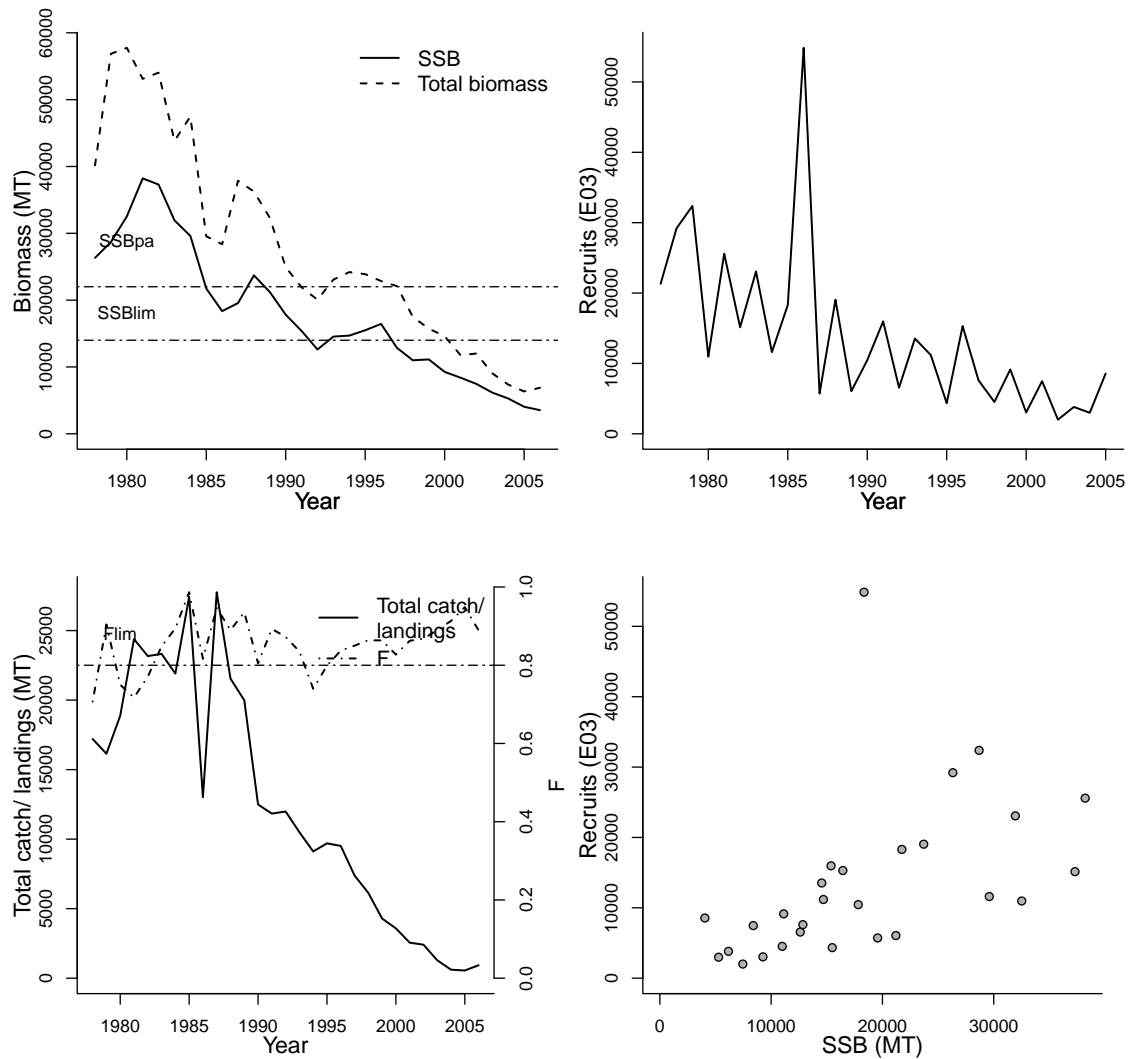 SSB
Total biomass
60000
50000
40000
30000
20000
10000
0
Biomass (MT)
SSBpa
SSBlim
1980 1985 1990 1995 2000 2005
Year
50000
40000
30000
20000
10000
0
Recruits (E03)
1980 1985 1990 1995 2000 2005
Year
Total catch/
landings
F
Flim
25000
20000
15000
10000
5000
0
Total catch/ landings (MT)
1.0
0.8
0.6
0.4
0.2
0.0
F
1980 1985 1990 1995 2000 2005
Year
50000
40000
30000
20000
10000
0
Recruits (E03)
0 10000 20000 30000
SSB (MT)